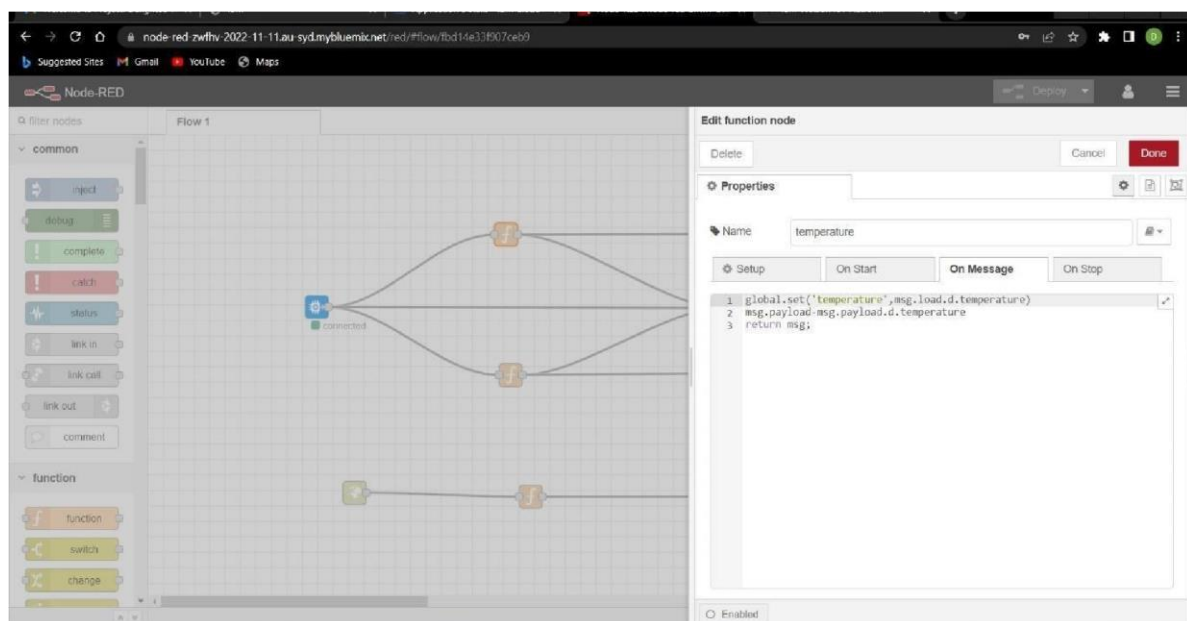 node-red-zwfhv-2022-11-11.au-syd.mybluemix.net/red/#flow/fbd14e33f907ceb9
Suggested Sites Gmail YouTube Maps
Node-RED
Deploy
filter nodes
Flow 1
Edit function node
common
Delete
Cancel
Done
inject
Properties
debug
Name
temperature
complete
Setup
On Start
On Message
On Stop
catch
1 global.set('temperature',msg.load.d.temperature)
2 msg.payload-msg.payload.d.temperature
3 return msg;
status
connected
link in
link call
link out
comment
function
function
switch
change
Enabled